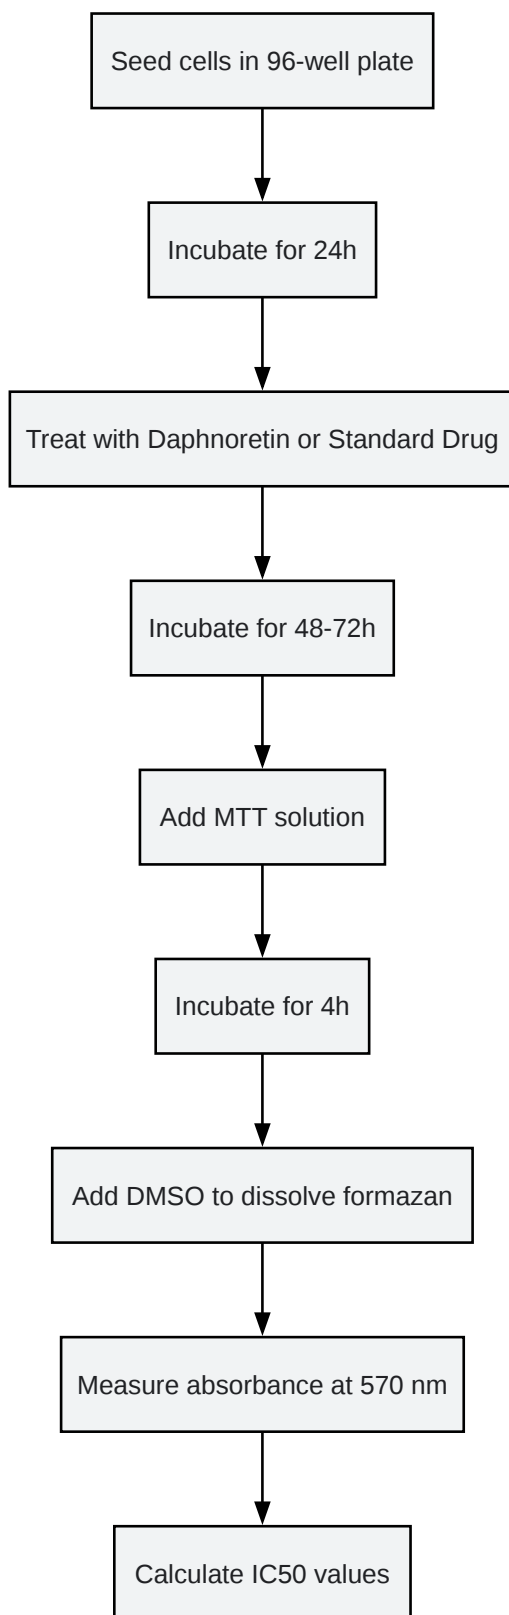 Seed cells in 96-well plate
Incubate for 24h
Treat with Daphnoretin or Standard Drug
Incubate for 48-72h
Add MTT solution
Incubate for 4h
Add DMSO to dissolve formazan
Measure absorbance at 570 nm
Calculate IC50 values